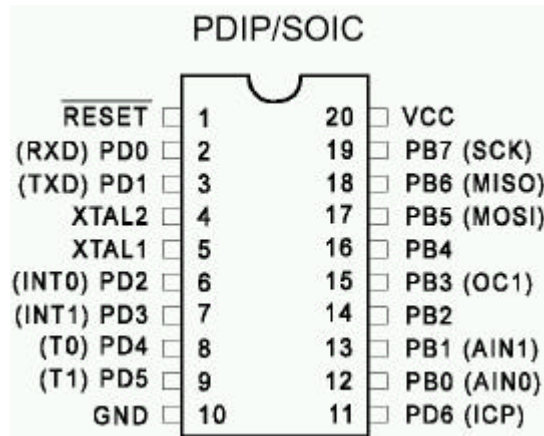 PDIP/SOIC
RESET 1 20 VCC
(RXD) PD0 2 19 PB7 (SCK)
(TXD) PD1 3 18 PB6 (MISO)
XTAL2 4 17 PB5 (MOSI)
XTAL1 5 16 PB4
(INT0) PD2 6 15 PB3 (OC1)
(INT1) PD3 7 14 PB2
(T0) PD4 8 13 PB1 (AIN1)
(T1) PD5 9 12 PB0 (AIN0)
GND 10 11 PD6 (ICP)